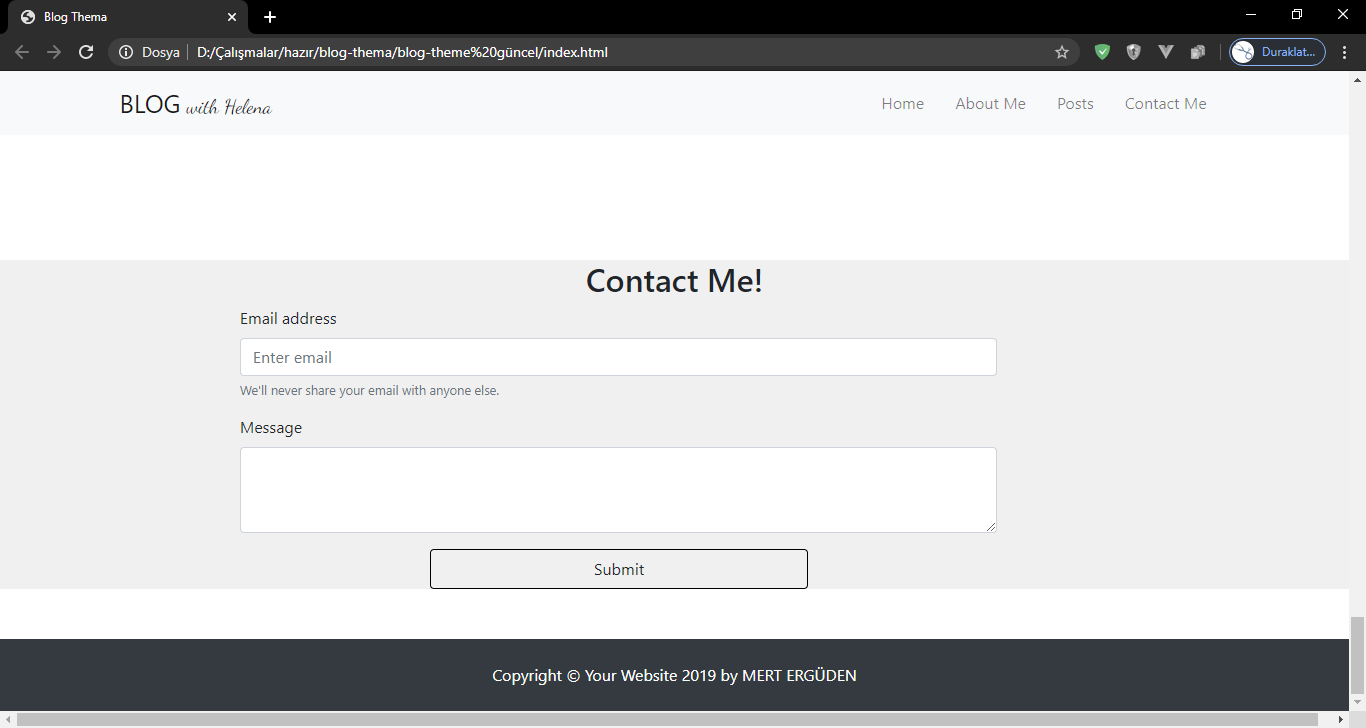 Blog Thema
Dosya D:/Çalışmalar/hazır/blog-thema/blog-theme%20güncel/index.html Duraklat...
BLOG with Helena Home About Me Posts Contact Me
Contact Me!
Email address
Enter email
We'll never share your email with anyone else.
Message
Submit
Copyright © Your Website 2019 by MERT ERGÜDEN